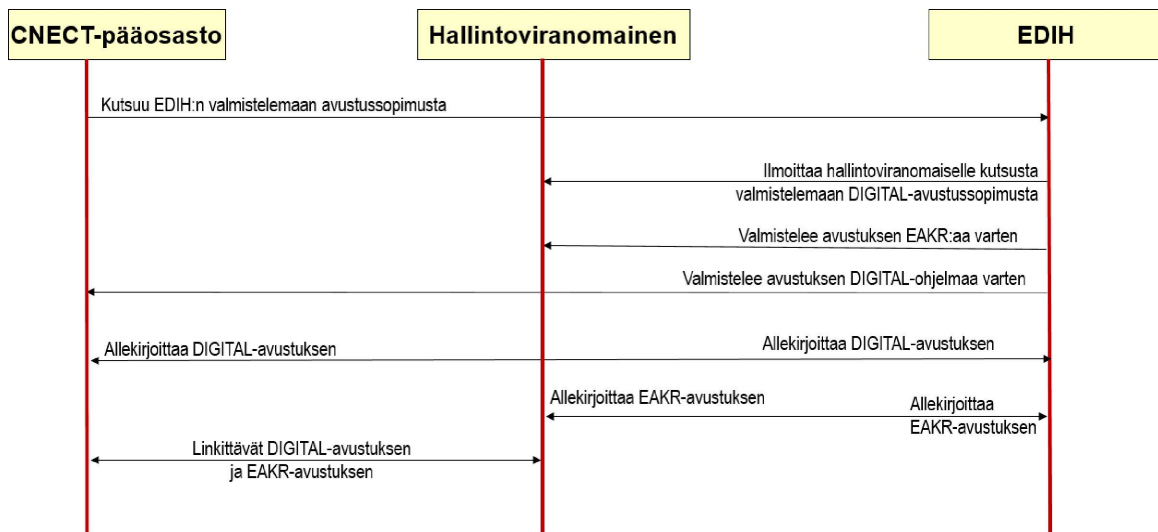 CNECT-pääosasto
Hallintoviranomainen
EDIH
Kutsuu EDIH:n valmistelemaan avustussopimusta
Ilmoittaa hallintoviranomaiselle kutsusta
valmistelemaan DIGITAL-avustussopimusta
Valmistelee avustuksen EAKR:aa varten
Valmistelee avustuksen DIGITAL-ohjelmaa varten
Allekirjoittaa DIGITAL-avustuksen
Allekirjoittaa DIGITAL-avustuksen
Allekirjoittaa EAKR-avustuksen
Allekirjoittaa
EAKR-avustuksen
Linkittävät DIGITAL-avustuksen
ja EAKR-avustuksen